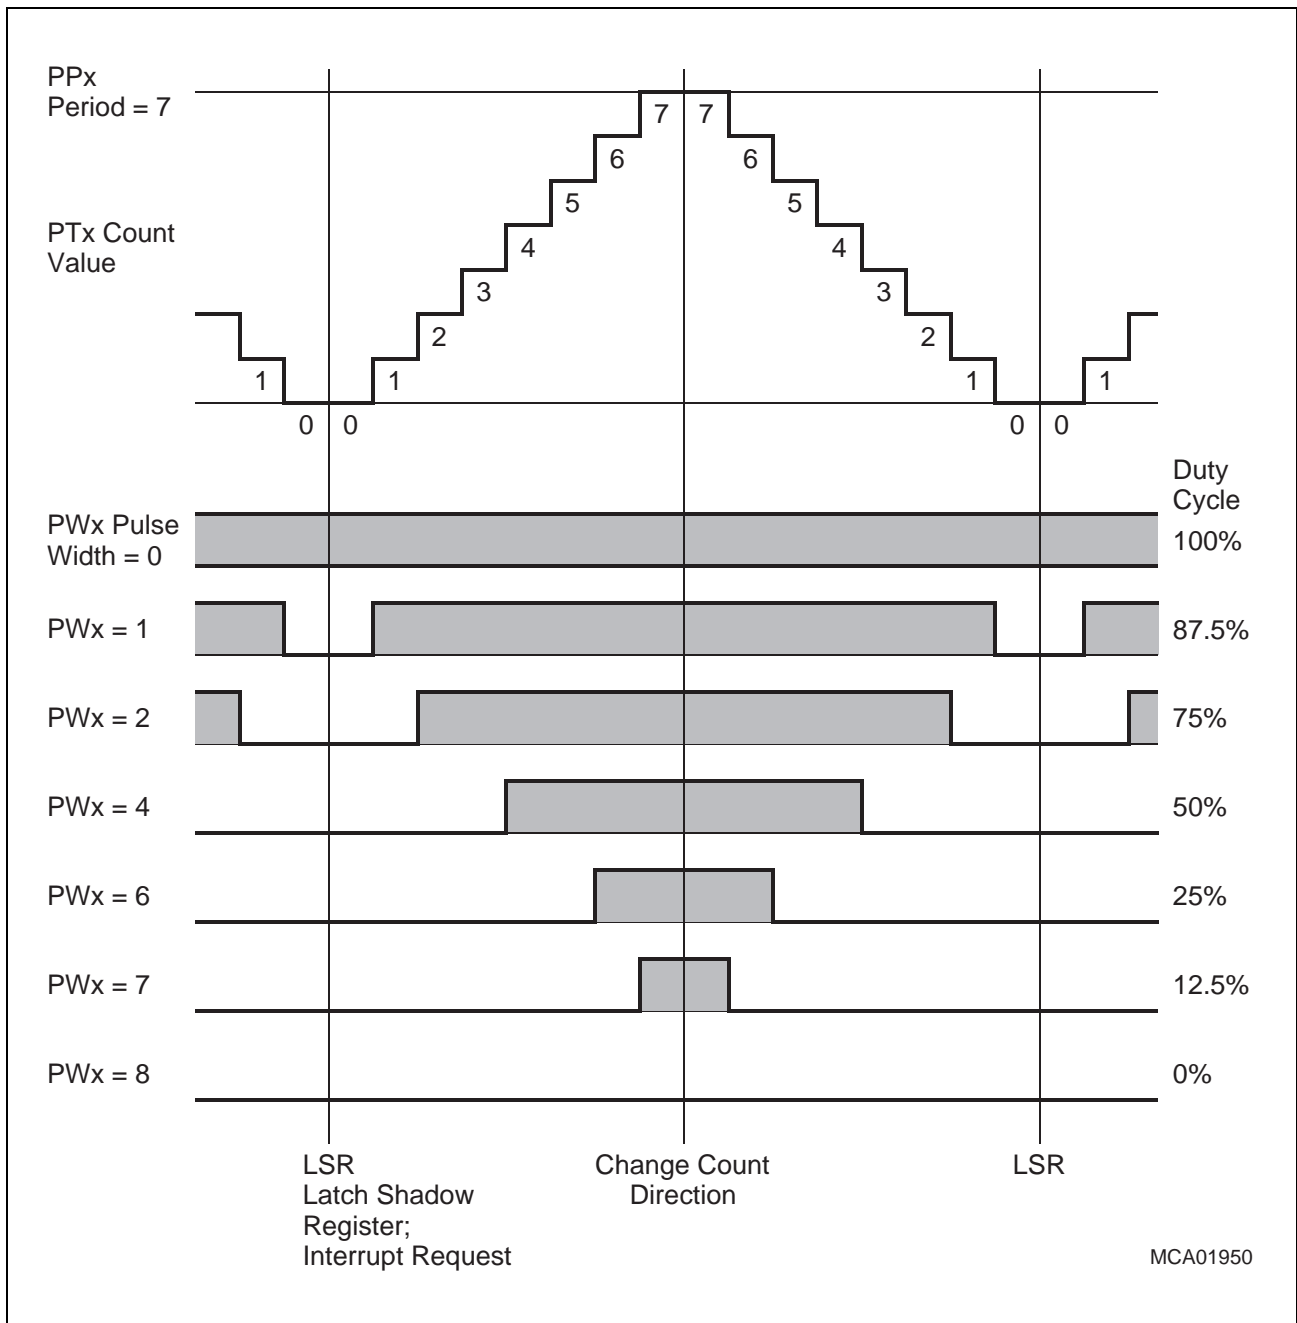 PPx
Period = 7
7 7
6 6
5 5
PTx Count
Value
4 4
3 3
2 2
1 1 1 1
0 0 0 0
Duty
Cycle
PWx Pulse
Width = 0
100%
PWx = 1 87.5%
PWx = 2 75%
PWx = 4 50%
PWx = 6 25%
PWx = 7 12.5%
PWx = 8 0%
LSR
Latch Shadow
Register;
Interrupt Request
Change Count
Direction
LSR
MCA01950